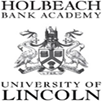 HOLBEACH
BANK ACADEMY
UNIVERSITY OF
LINCOLN